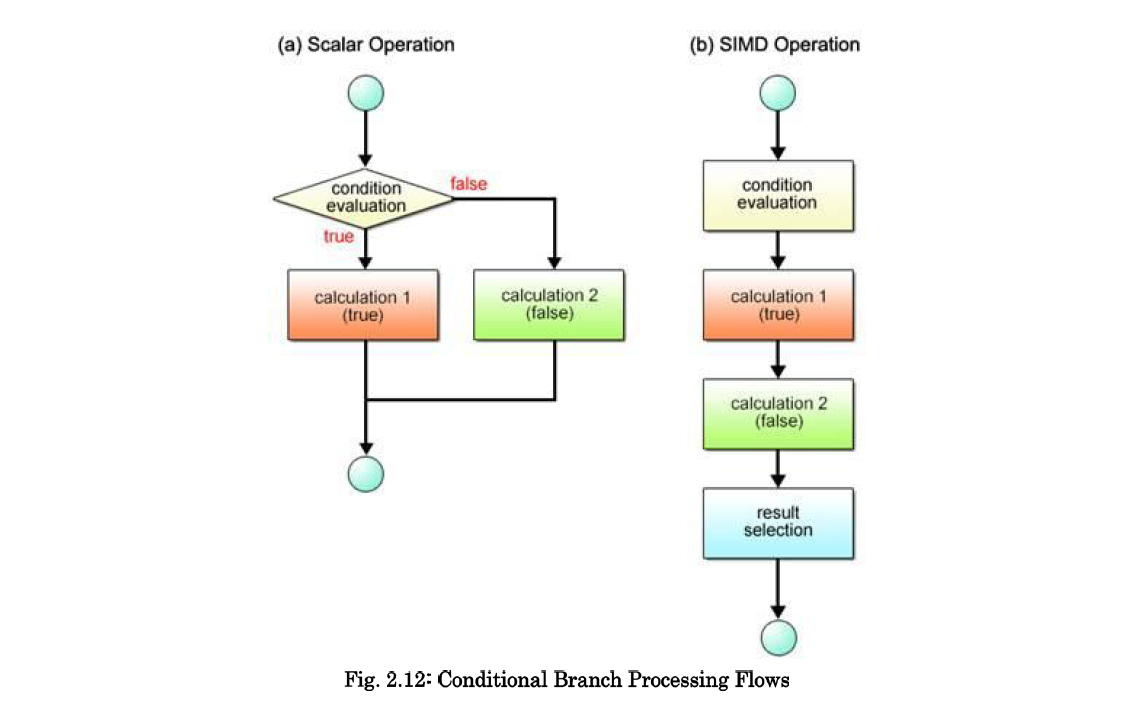 (a) Scalar Operation
condition
evaluation
false
true
calculation 1
(true)
calculation 2
(false)
(b) SIMD Operation
condition
evaluation
calculation 1
(true)
calculation 2
(false)
result
selection
Fig. 2.12: Conditional Branch Processing Flows